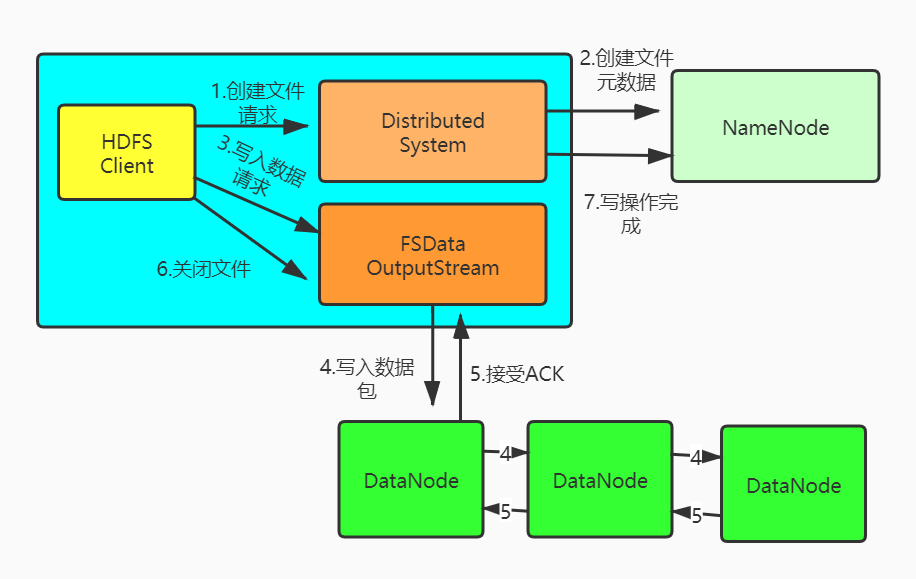 2.创建文件
元数据
1.创建文件
请求
HDFS
Client
Distributed
System
NameNode
3.写入数据
请求
7.写操作完
成
6.关闭文件
FSData
OutputStream
4.写入数据
包
5.接受ACK
DataNode
4
DataNode
4
DataNode
5
5